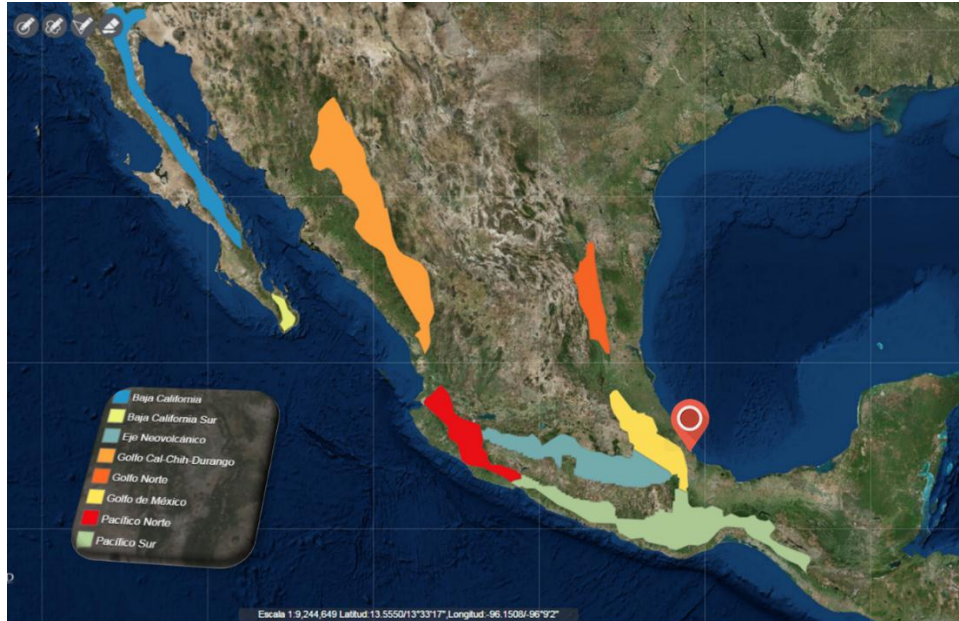 Baja California
Baja California Sur
Eje Neovolcánico
Golfo Cal-Chih-Durango
Golfo Norte
Golfo de México
Pacífico Norte
Pacífico Sur
Escala 1:9,244,649 Latitud:13.5550/13°33'17",Longitud:-96.1508/-96°9'2"